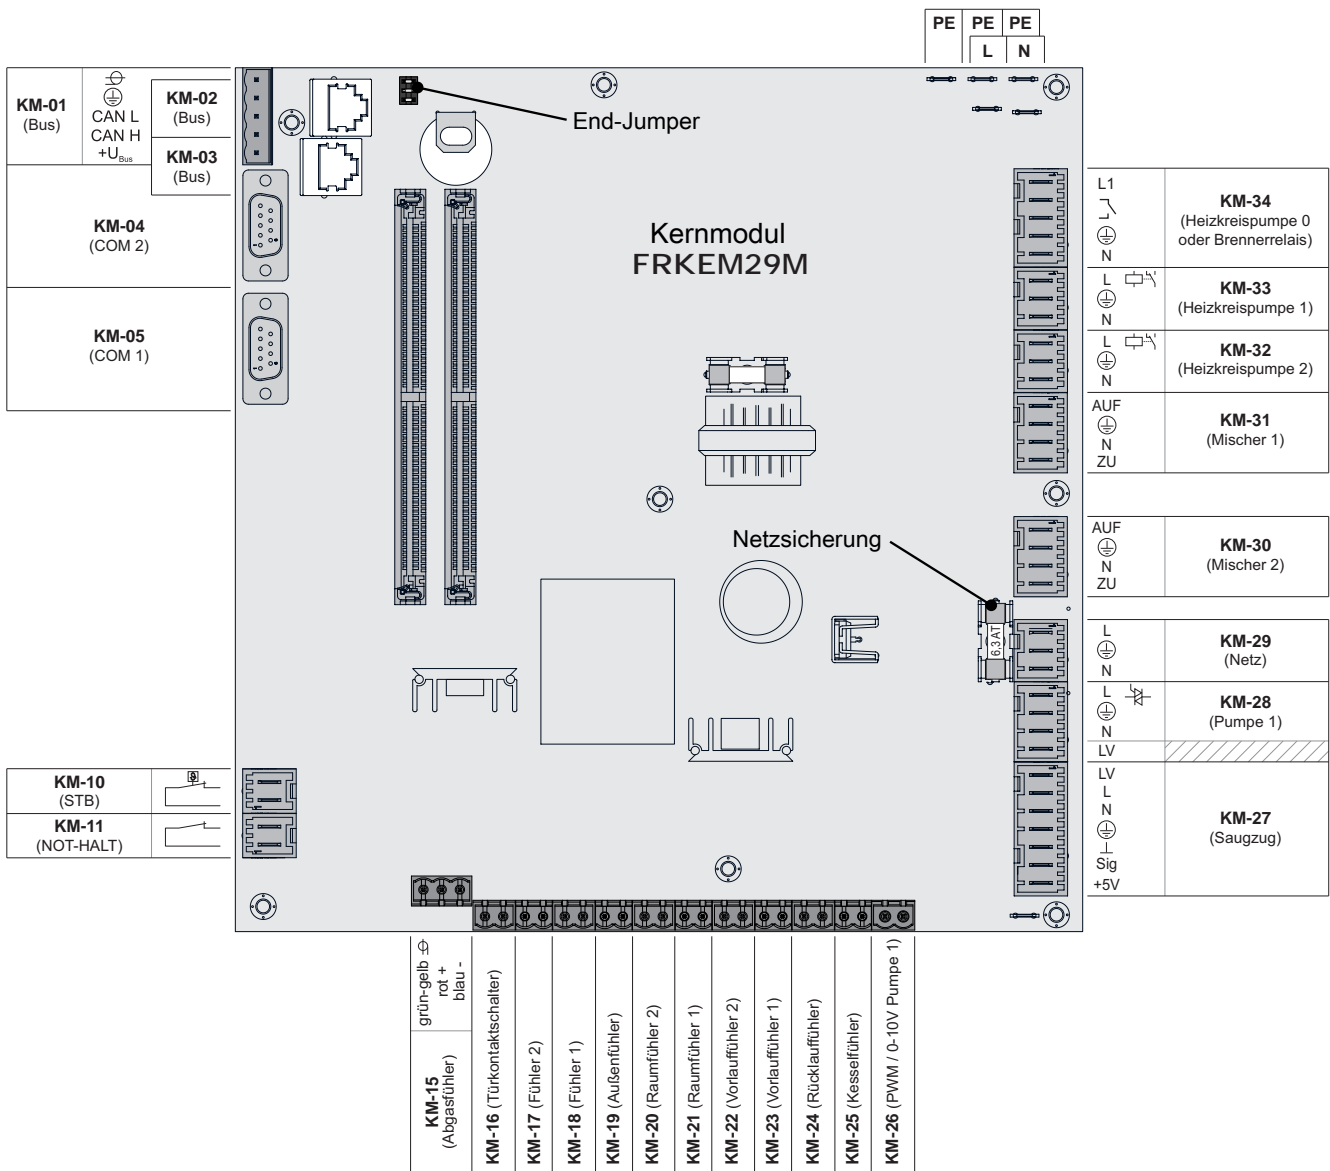 PE PE PE
L N
KM-01
(Bus)
CAN L
CAN H
+U Bus
KM-02
(Bus)
KM-03
(Bus)
KM-04
(COM 2)
KM-05
(COM 1)
KM-10
(STB)
KM-11
(NOT-HALT)
End-Jumper
Kernmodul
FRKEM29M
Netzsicherung
6,3 AT
L1
N
KM-34
(Heizkreispumpe 0
oder Brennerrelais)
L
N
KM-33
(Heizkreispumpe 1)
L
N
KM-32
(Heizkreispumpe 2)
AUF
N
ZU
KM-31
(Mischer 1)
AUF
N
ZU
KM-30
(Mischer 2)
L
N
KM-29
(Netz)
L
N
LV
KM-28
(Pumpe 1)
LV
L
N
Sig
+5V
KM-27
(Saugzug)
grün-gelb
rot +
blau -
KM-15
(Abgasfühler)
KM-16 (Türkontaktschalter)
KM-17 (Fühler 2)
KM-18 (Fühler 1)
KM-19 (Außenfühler)
KM-20 (Raumfühler 2)
KM-21 (Raumfühler 1)
KM-22 (Vorlauffühler 2)
KM-23 (Vorlauffühler 1)
KM-24 (Rücklauffühler)
KM-25 (Kesselfühler)
KM-26 (PWM / 0-10V Pumpe 1)